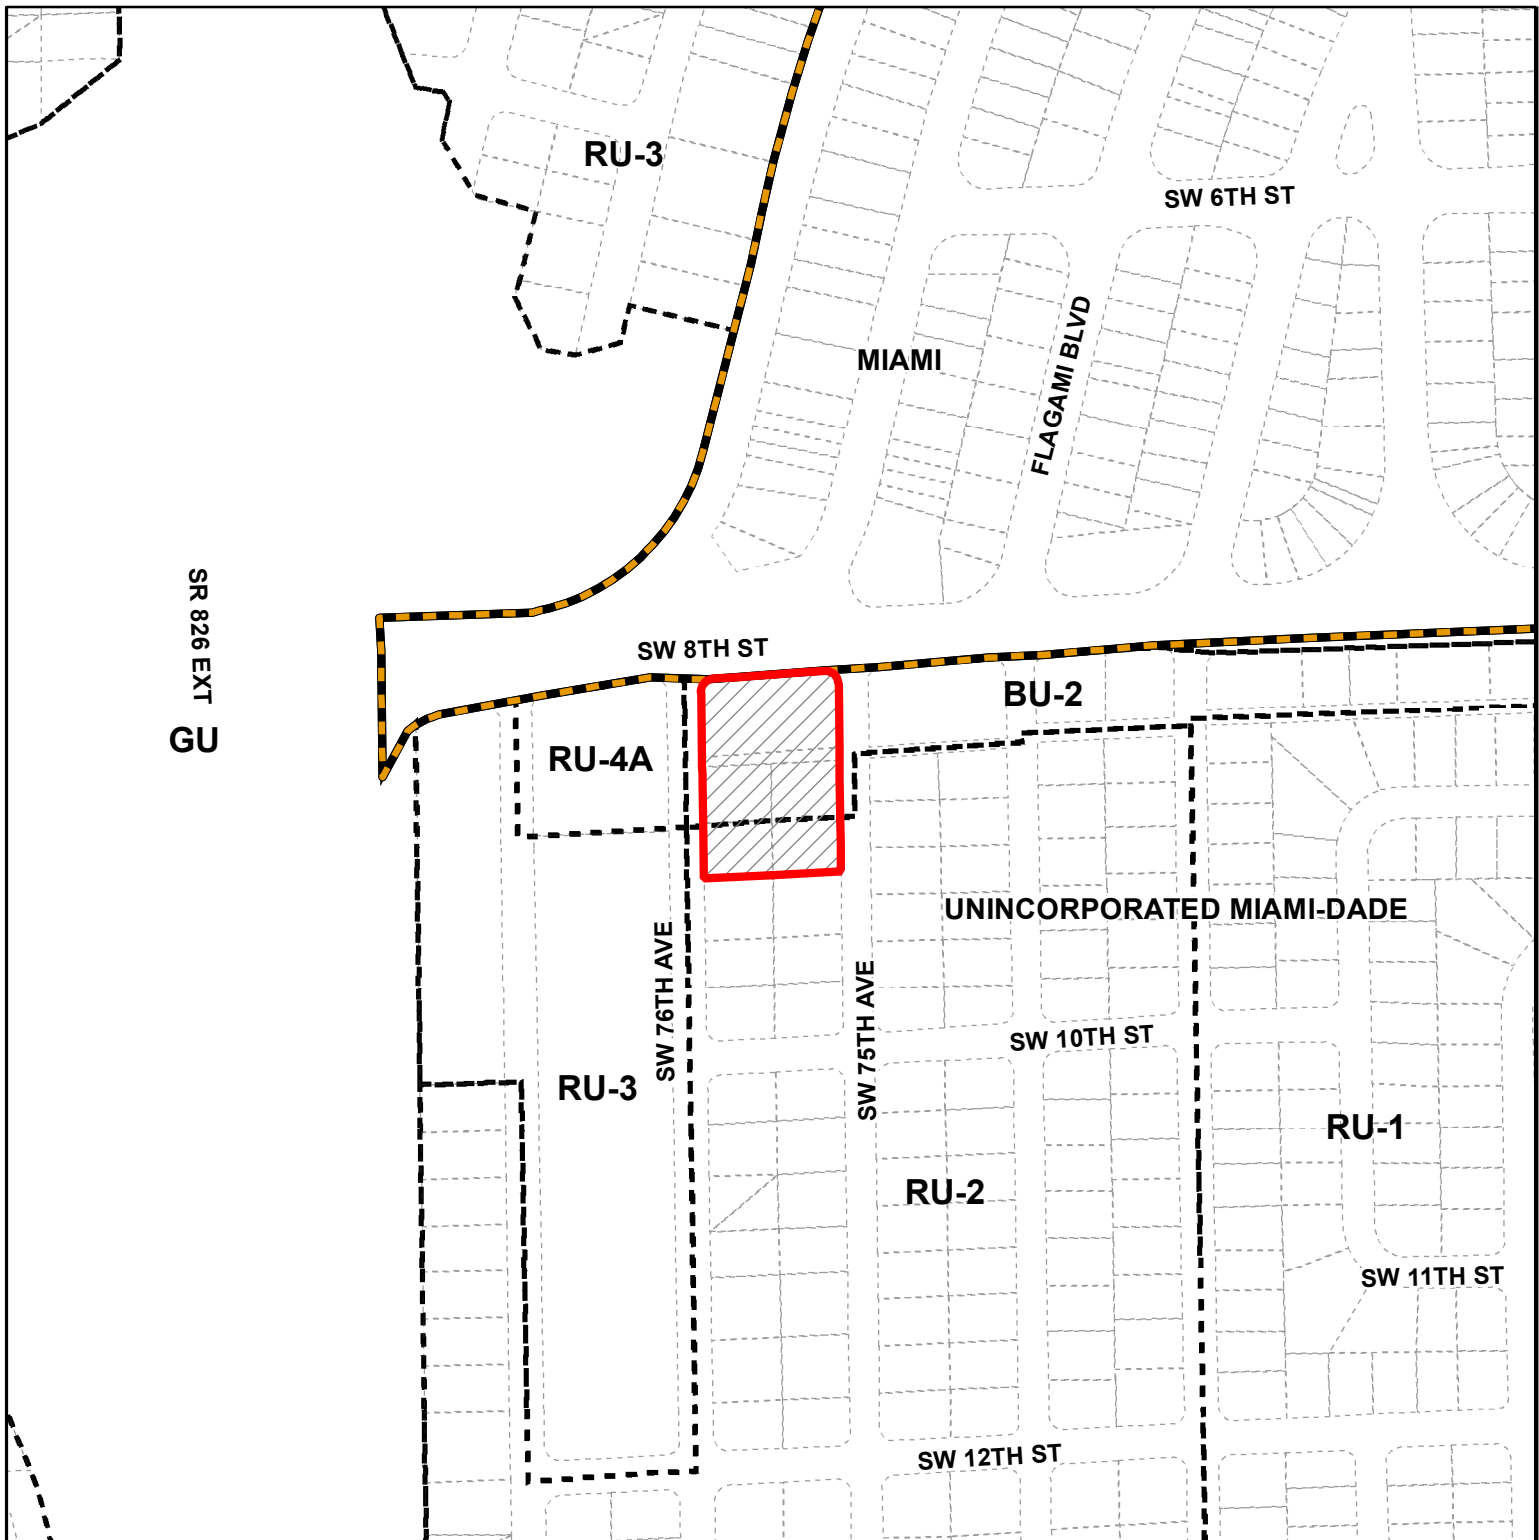 RU-3
SW 6TH ST
MIAMI
FLAGAMI BLVD
SR 826 EXT
SW 8TH ST
BU-2
GU
RU-4A
UNINCORPORATED MIAMI-DADE
SW 76TH AVE
SW 75TH AVE
SW 10TH ST
RU-3
RU-1
RU-2
SW 11TH ST
SW 12TH ST